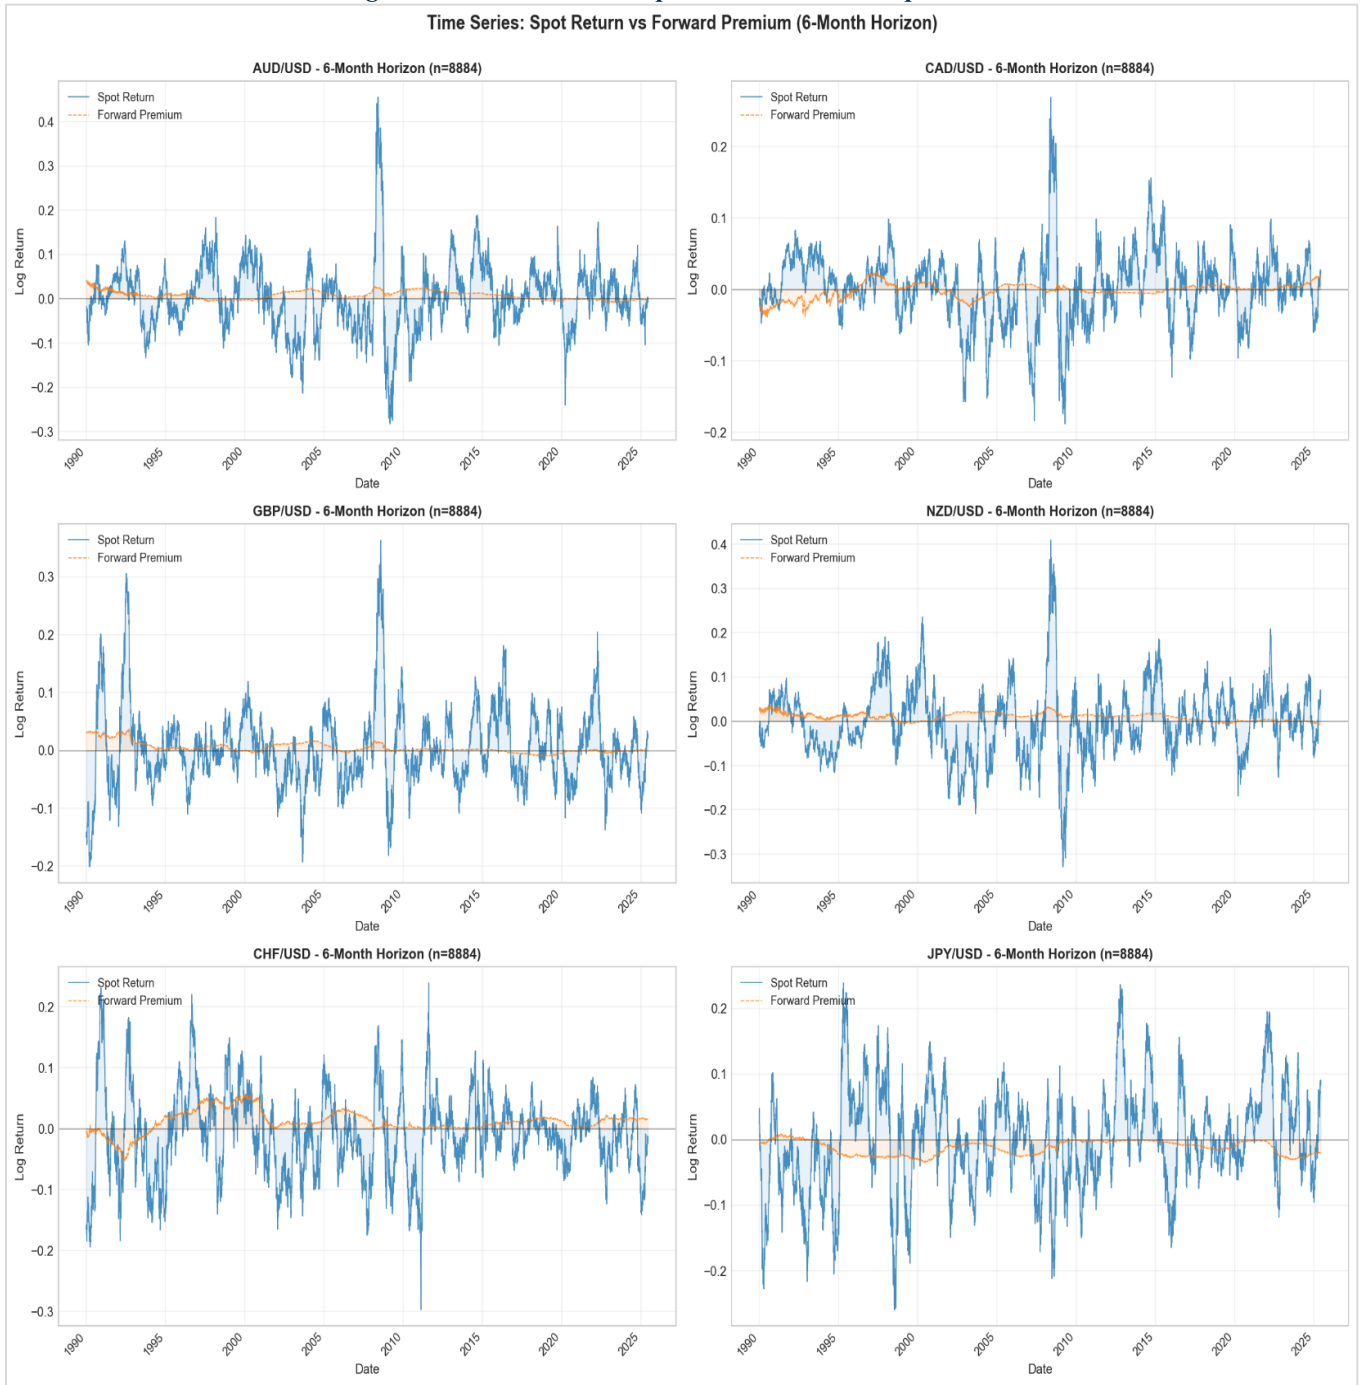 Time Series: Spot Return vs Forward Premium (6-Month Horizon)
AUD/USD - 6-Month Horizon (n=8884)
Spot Return
Forward Premium
0.4
0.3
0.2
0.1
0.0
−0.1
−0.2
−0.3
Log Return
1990
1995
2000
2005
2010
2015
2020
2025
Date
CAD/USD - 6-Month Horizon (n=8884)
Spot Return
Forward Premium
0.2
0.1
0.0
−0.1
−0.2
Log Return
1990
1995
2000
2005
2010
2015
2020
2025
Date
GBP/USD - 6-Month Horizon (n=8884)
Spot Return
Forward Premium
0.3
0.2
0.1
0.0
−0.1
−0.2
Log Return
1990
1995
2000
2005
2010
2015
2020
2025
Date
NZD/USD - 6-Month Horizon (n=8884)
Spot Return
Forward Premium
0.4
0.3
0.2
0.1
0.0
−0.1
−0.2
−0.3
Log Return
1990
1995
2000
2005
2010
2015
2020
2025
Date
CHF/USD - 6-Month Horizon (n=8884)
Spot Return
Forward Premium
0.2
0.1
0.0
−0.1
−0.2
−0.3
Log Return
1990
1995
2000
2005
2010
2015
2020
2025
Date
JPY/USD - 6-Month Horizon (n=8884)
Spot Return
Forward Premium
0.2
0.1
0.0
−0.1
−0.2
Log Return
1990
1995
2000
2005
2010
2015
2020
2025
Date